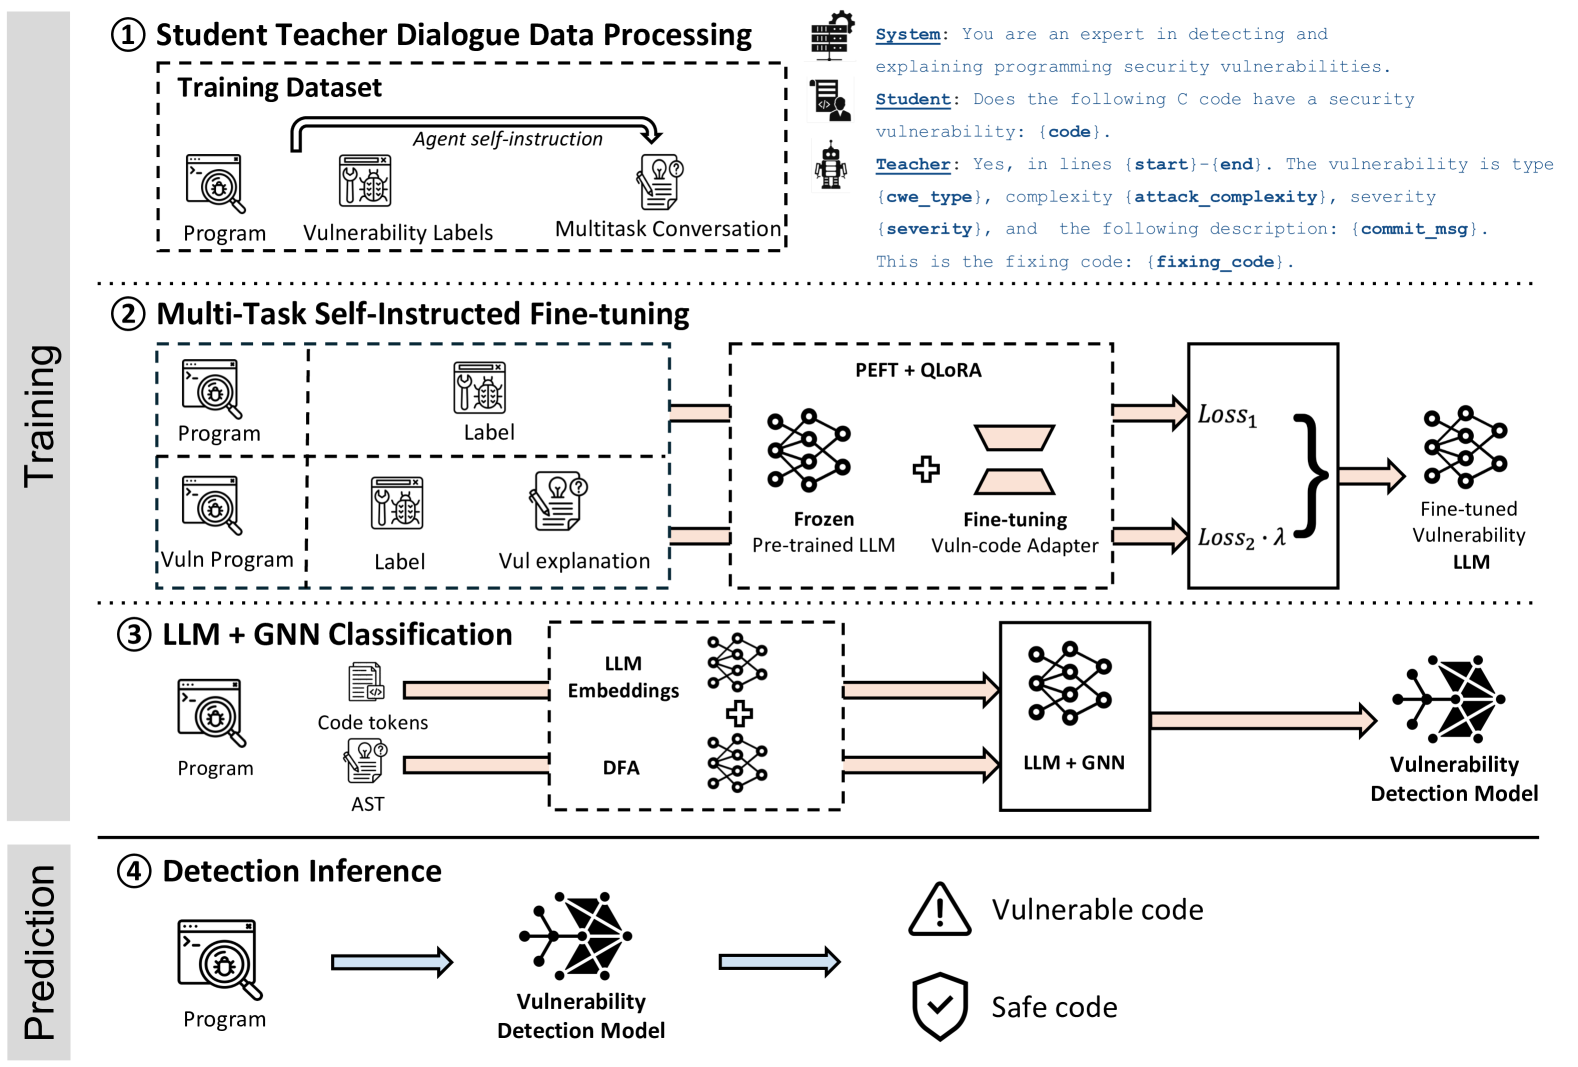 Training
① Student Teacher Dialogue Data Processing
Training Dataset
Agent self-instruction
Program
Vulnerability Labels
Multitask Conversation
System: You are an expert in detecting and
explaining programming security vulnerabilities.
Student: Does the following C code have a security
vulnerability: {code}.
Teacher: Yes, in lines {start}-{end}. The vulnerability is type
{cwe_type}, complexity {attack_complexity}, severity
{severity}, and the following description: {commit_msg}.
This is the fixing code: {fixing_code}.
② Multi-Task Self-Instructed Fine-tuning
Program
Label
Vuln Program
Label
Vul explanation
PEFT + QLoRA
Frozen
Pre-trained LLM
Fine-tuning
Vuln-code Adapter
Loss₁
Loss₂ · λ
Fine-tuned
Vulnerability
LLM
③ LLM + GNN Classification
Program
Code tokens
AST
LLM
Embeddings
DFA
LLM + GNN
Vulnerability
Detection Model
Prediction
④ Detection Inference
Program
Vulnerability
Detection Model
Vulnerable code
Safe code